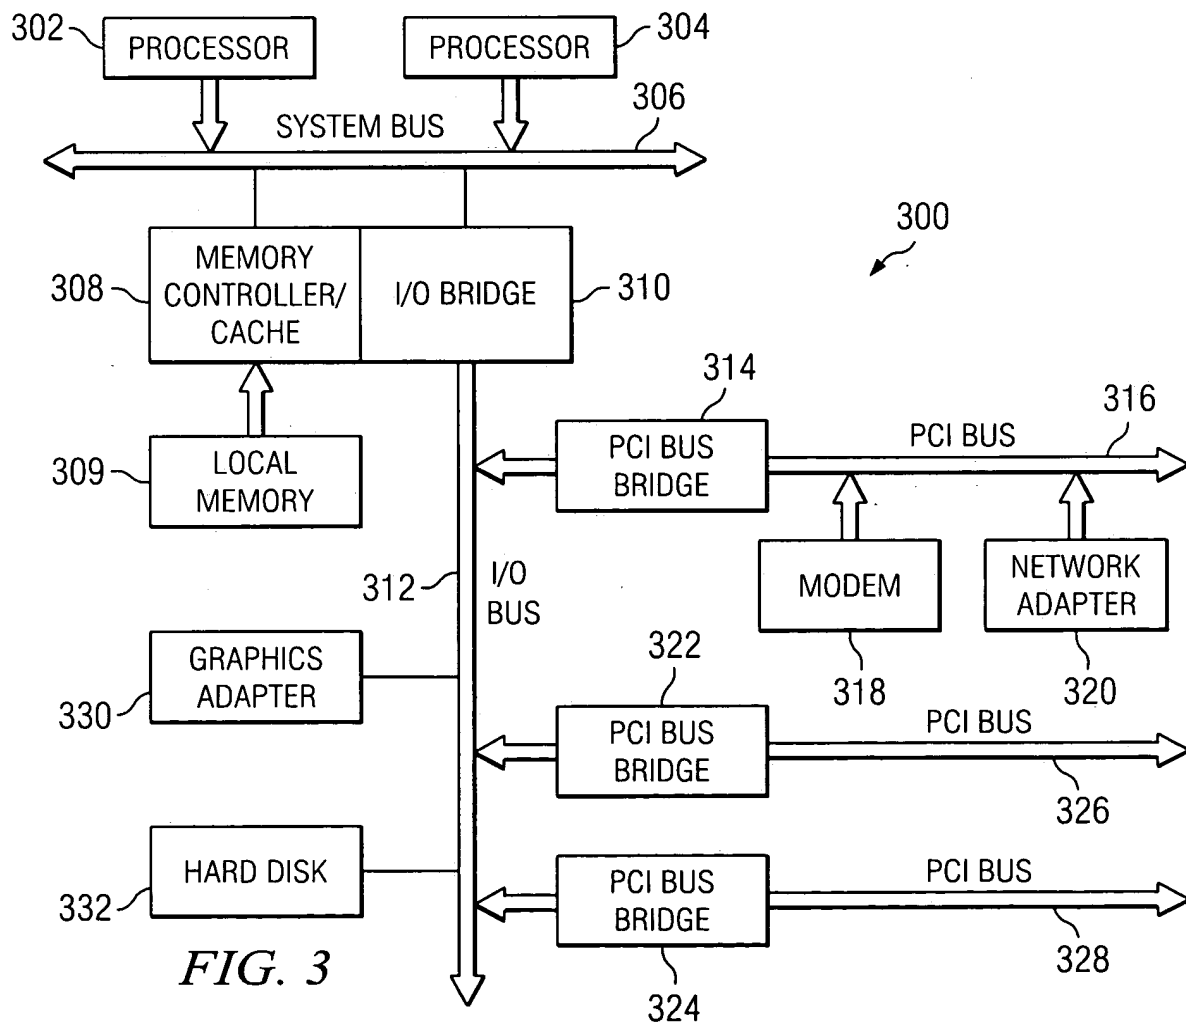 302
PROCESSOR
PROCESSOR
304
SYSTEM BUS
306
300
308
MEMORY
CONTROLLER/
CACHE
I/O BRIDGE
310
314
316
309
LOCAL
MEMORY
PCI BUS
BRIDGE
PCI BUS
312
I/O
BUS
MODEM
NETWORK
ADAPTER
318
320
GRAPHICS
ADAPTER
330
322
PCI BUS
BRIDGE
PCI BUS
326
HARD DISK
332
PCI BUS
BRIDGE
PCI BUS
328
324
FIG. 3